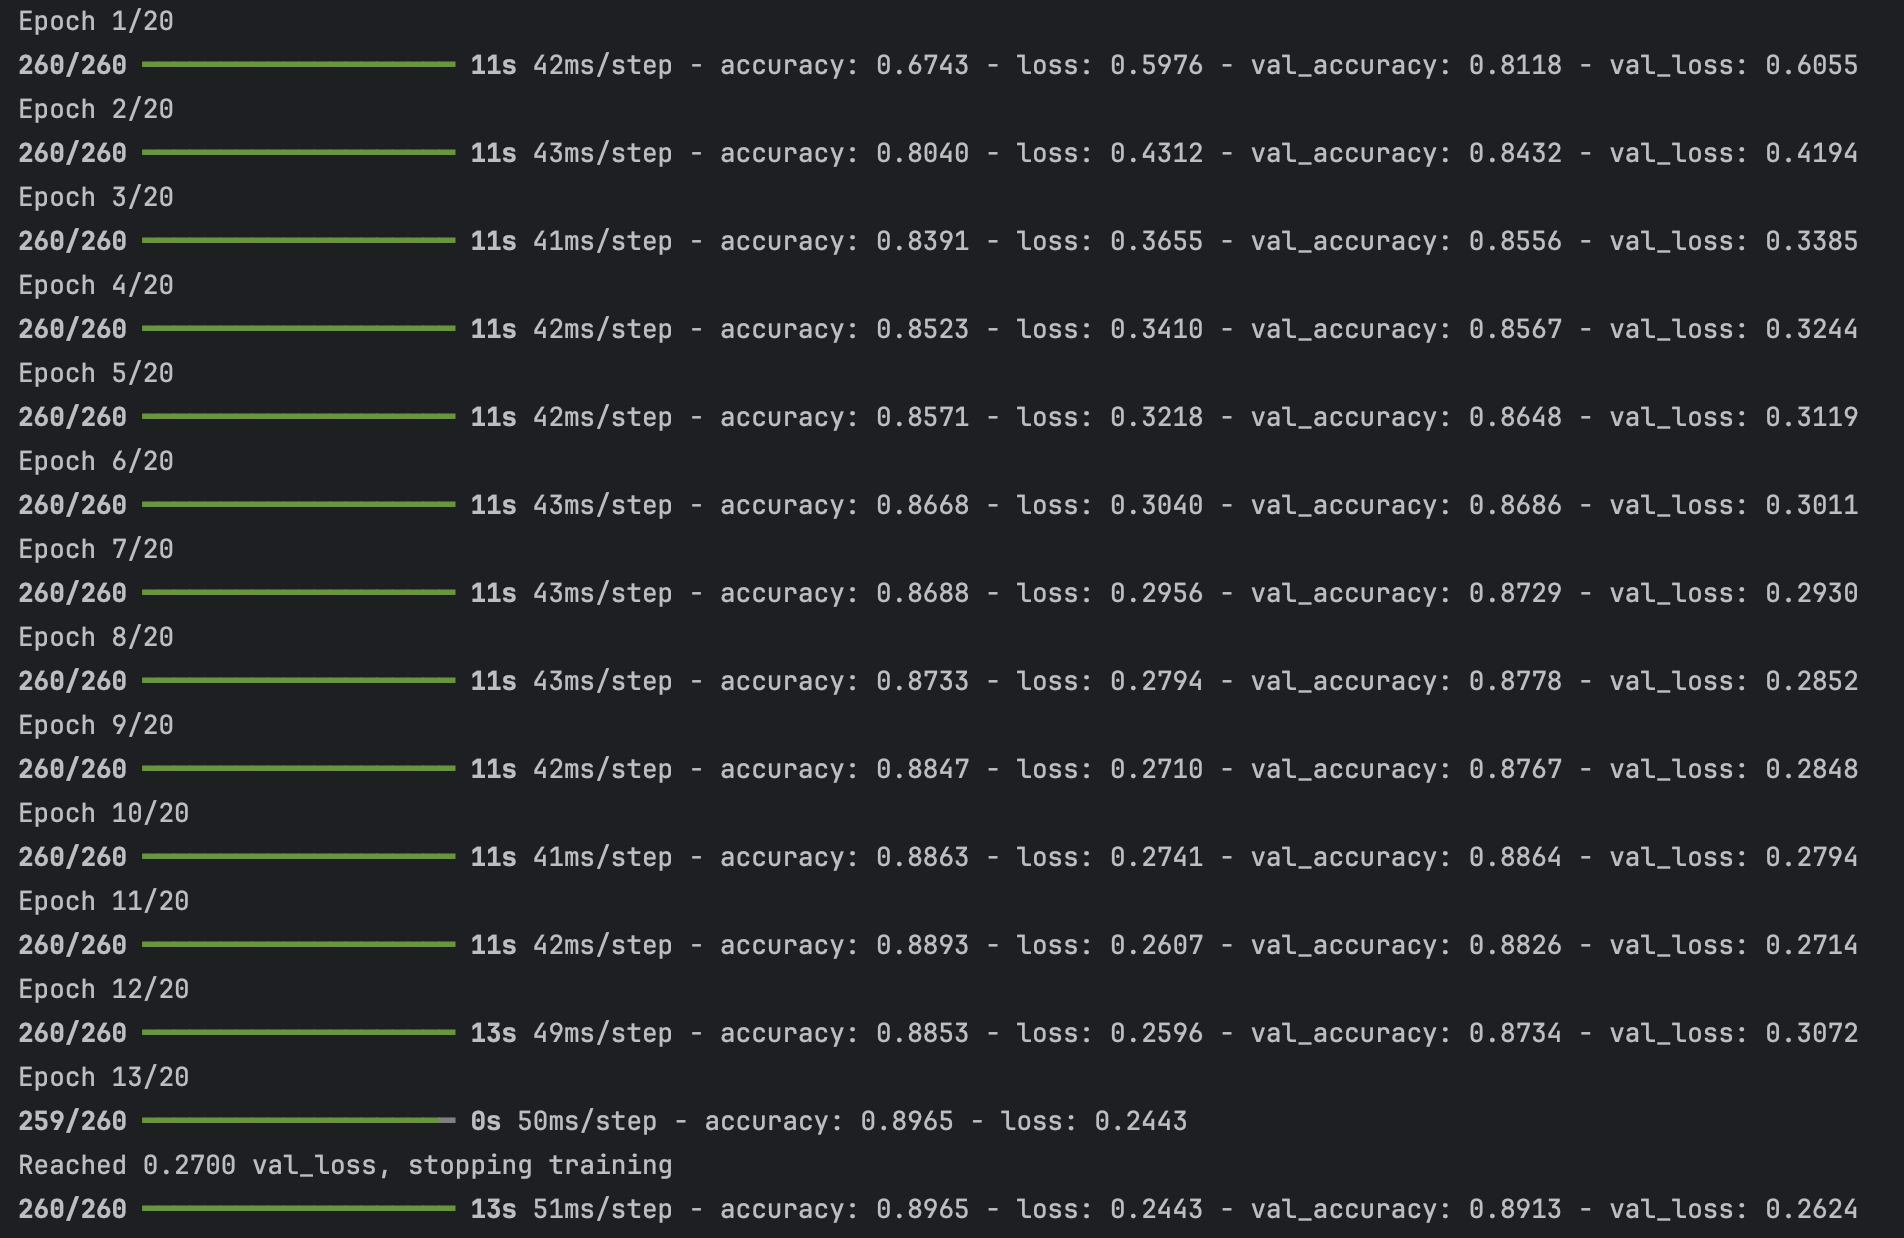 Epoch 1/20
260/260 ━━━━━━━━━━━━━━━━━━━━ 11s 42ms/step - accuracy: 0.6743 - loss: 0.5976 - val_accuracy: 0.8118 - val_loss: 0.6055
Epoch 2/20
260/260 ━━━━━━━━━━━━━━━━━━━━ 11s 43ms/step - accuracy: 0.8040 - loss: 0.4312 - val_accuracy: 0.8432 - val_loss: 0.4194
Epoch 3/20
260/260 ━━━━━━━━━━━━━━━━━━━━ 11s 41ms/step - accuracy: 0.8391 - loss: 0.3655 - val_accuracy: 0.8556 - val_loss: 0.3385
Epoch 4/20
260/260 ━━━━━━━━━━━━━━━━━━━━ 11s 42ms/step - accuracy: 0.8523 - loss: 0.3410 - val_accuracy: 0.8567 - val_loss: 0.3244
Epoch 5/20
260/260 ━━━━━━━━━━━━━━━━━━━━ 11s 42ms/step - accuracy: 0.8571 - loss: 0.3218 - val_accuracy: 0.8648 - val_loss: 0.3119
Epoch 6/20
260/260 ━━━━━━━━━━━━━━━━━━━━ 11s 43ms/step - accuracy: 0.8668 - loss: 0.3040 - val_accuracy: 0.8686 - val_loss: 0.3011
Epoch 7/20
260/260 ━━━━━━━━━━━━━━━━━━━━ 11s 43ms/step - accuracy: 0.8688 - loss: 0.2956 - val_accuracy: 0.8729 - val_loss: 0.2930
Epoch 8/20
260/260 ━━━━━━━━━━━━━━━━━━━━ 11s 43ms/step - accuracy: 0.8733 - loss: 0.2794 - val_accuracy: 0.8778 - val_loss: 0.2852
Epoch 9/20
260/260 ━━━━━━━━━━━━━━━━━━━━ 11s 42ms/step - accuracy: 0.8847 - loss: 0.2710 - val_accuracy: 0.8767 - val_loss: 0.2848
Epoch 10/20
260/260 ━━━━━━━━━━━━━━━━━━━━ 11s 41ms/step - accuracy: 0.8863 - loss: 0.2741 - val_accuracy: 0.8864 - val_loss: 0.2794
Epoch 11/20
260/260 ━━━━━━━━━━━━━━━━━━━━ 11s 42ms/step - accuracy: 0.8893 - loss: 0.2607 - val_accuracy: 0.8826 - val_loss: 0.2714
Epoch 12/20
260/260 ━━━━━━━━━━━━━━━━━━━━ 13s 49ms/step - accuracy: 0.8853 - loss: 0.2596 - val_accuracy: 0.8734 - val_loss: 0.3072
Epoch 13/20
259/260 ━━━━━━━━━━━━━━━━━━━━ 0s 50ms/step - accuracy: 0.8965 - loss: 0.2443
Reached 0.2700 val_loss, stopping training
260/260 ━━━━━━━━━━━━━━━━━━━━ 13s 51ms/step - accuracy: 0.8965 - loss: 0.2443 - val_accuracy: 0.8913 - val_loss: 0.2624